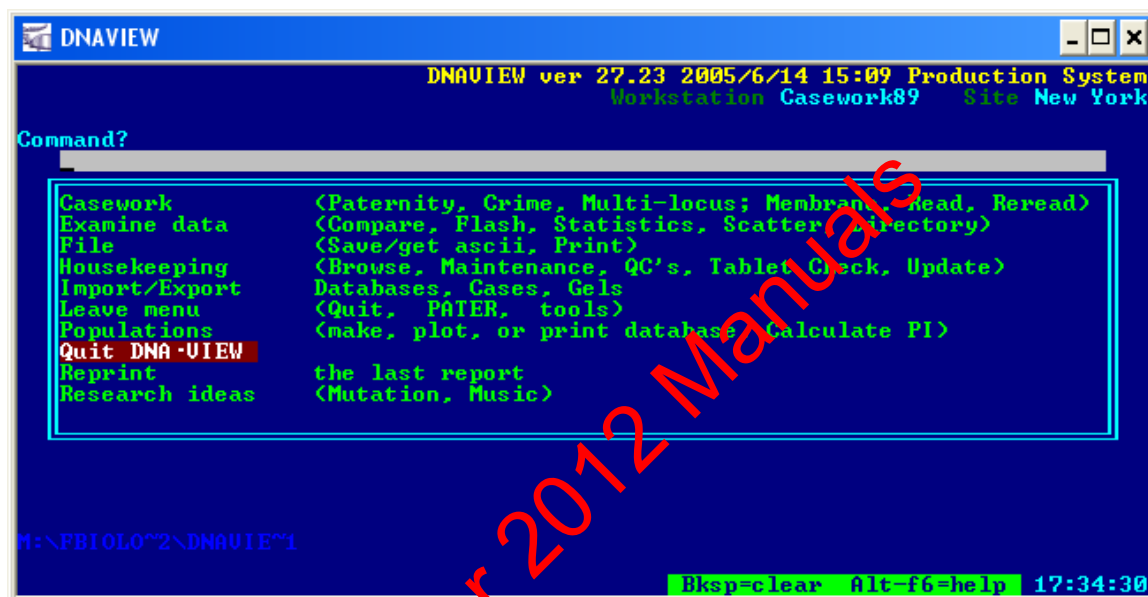 DNAVIEW
DNAVIEW ver 27.23 2005/6/14 15:09 Production System
Workstation Casework89 Site New York
Command?
Casework (Paternity, Crime, Multi-locus; Membrane, Read, Reread)
Examine data (Compare, Flash, Statistics, Scatter, Directory)
File (Save/get ascii, Print)
Housekeeping (Browse, Maintenance, QC's, Tablet Check, Update)
Import/Export Databases, Cases, Gels
Leave menu (Quit, PATER, tools)
Populations (make, plot, or print database, Calculate PI)
Quit DNA·VIEW
Reprint the last report
Research ideas (Mutation, Music)
2012 Manuals
M:\FBIOLO~2\DNAVIE~1
Bksp=clear Alt-f6=help 17:34:30